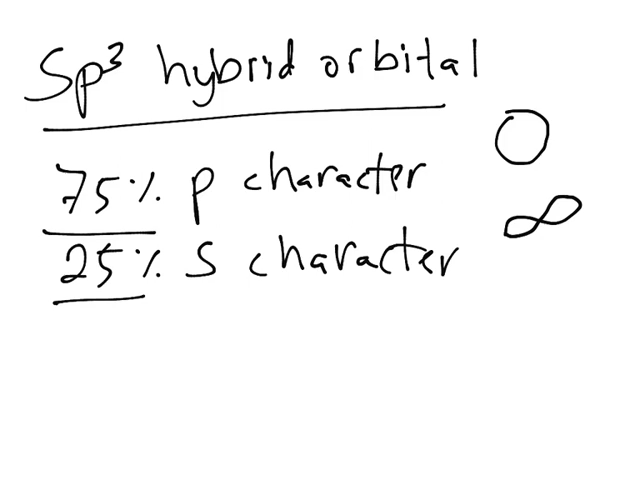 Sp³ hybrid orbital
75% p character
25% s character